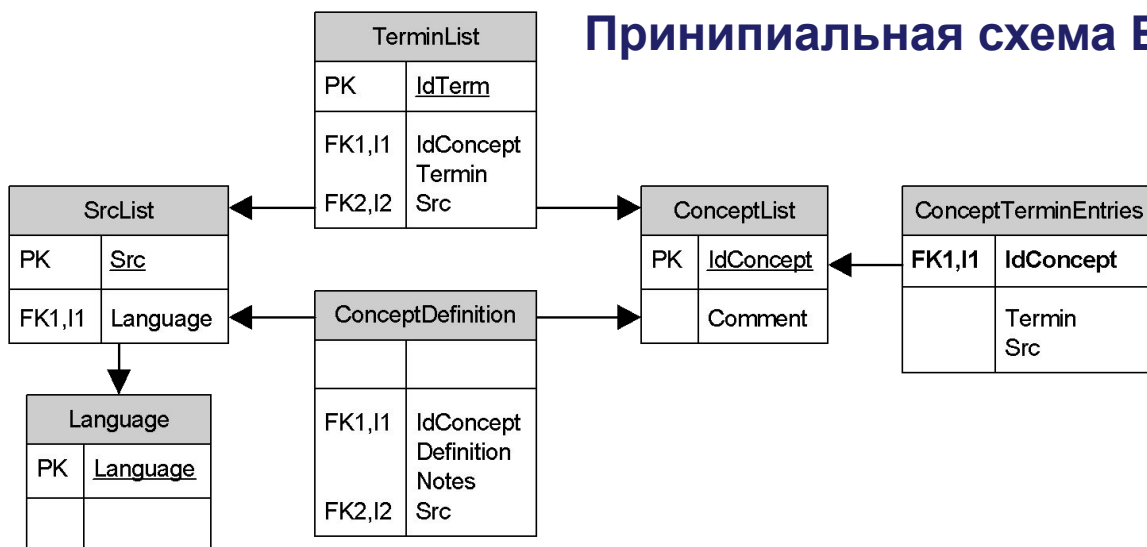 Принипиальная схема
TerminList
PK IdTerm
FK1,I1 IdConcept
Termin
FK2,I2 Src
SrcList
PK Src
FK1,I1 Language
ConceptList
PK IdConcept
Comment
ConceptTerminEntries
FK1,I1 IdConcept
Termin
Src
ConceptDefinition
FK1,I1 IdConcept
Definition
Notes
FK2,I2 Src
Language
PK Language